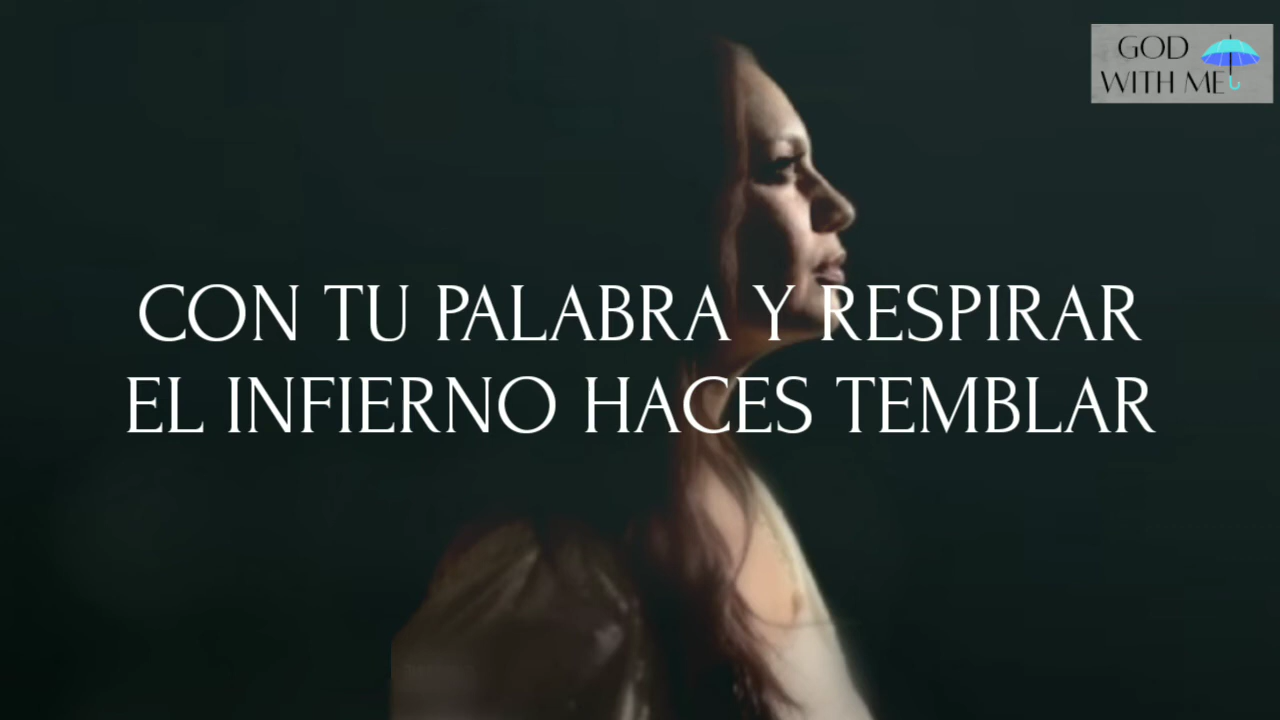 GOD
WITH ME
CON TU PALABRA Y RESPIRAR
EL INFIERNO HACES TEMBLAR